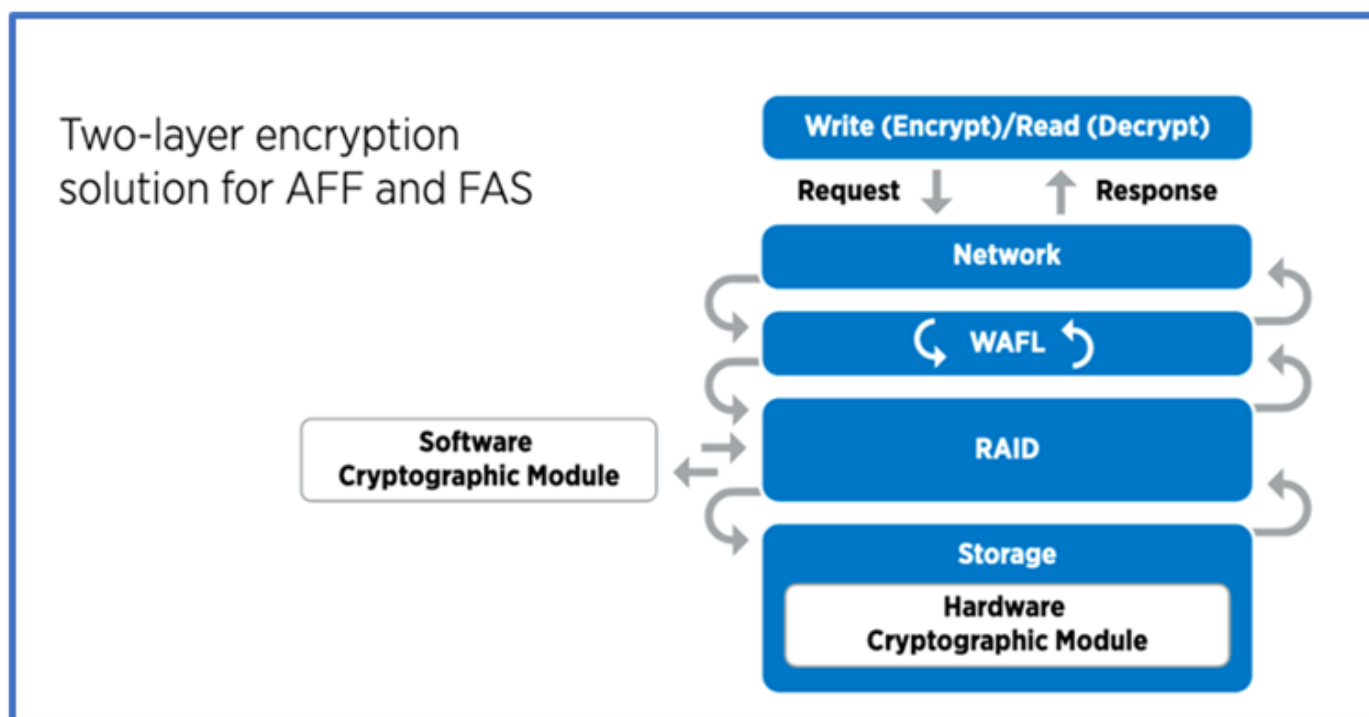 Two-layer encryption
solution for AFF and FAS
Write (Encrypt)/Read (Decrypt)
Request
Response
Network
WAFL
RAID
Software
Cryptographic Module
Storage
Hardware
Cryptographic Module